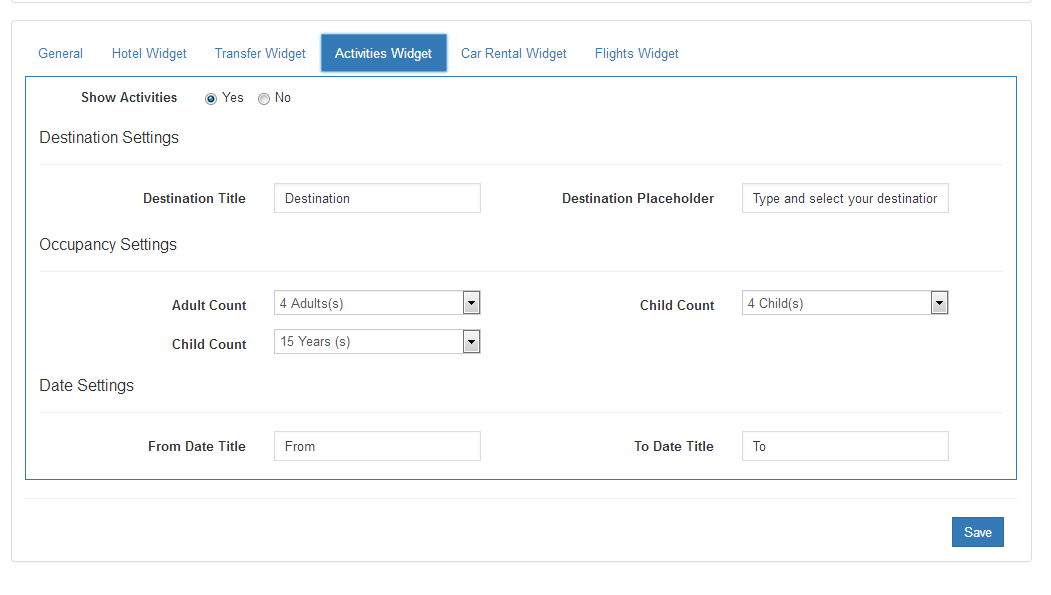 General Hotel Widget Transfer Widget Activities Widget Car Rental Widget Flights Widget
Show Activities Yes No
Destination Settings
Destination Title Destination Destination Placeholder Type and select your destination
Occupancy Settings
Adult Count 4 Adults(s) Child Count 4 Child(s)
Child Count 15 Years (s)
Date Settings
From Date Title From To Date Title To
Save